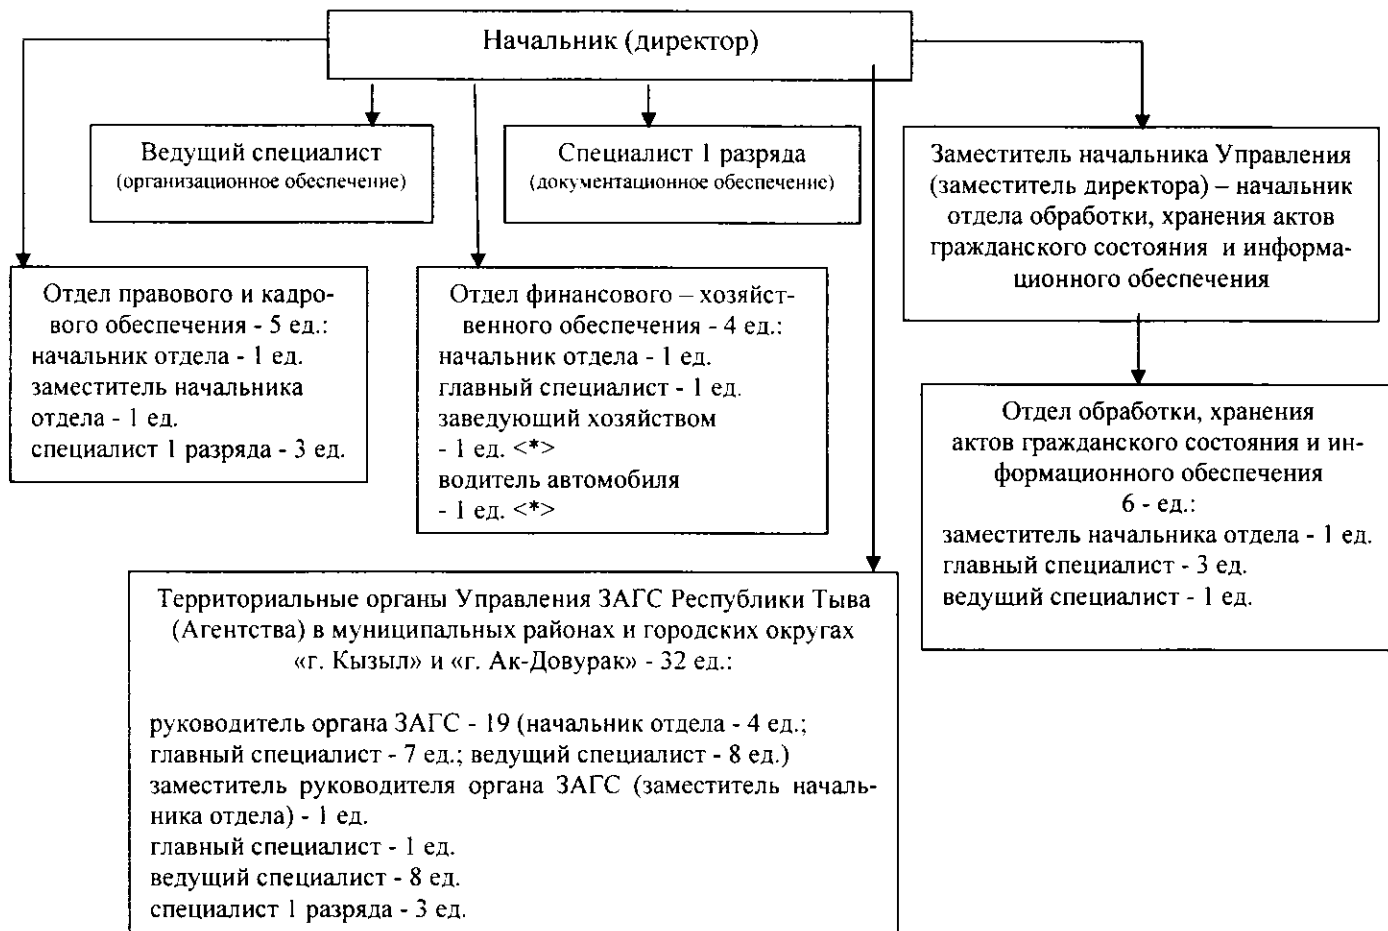 Начальник (директор)
Ведущий специалист
(организационное обеспечение)
Специалист 1 разряда
(документационное обеспечение)
Заместитель начальника Управления
(заместитель директора) – начальник
отдела обработки, хранения актов
гражданского состояния и информа-
ционного обеспечения
Отдел правового и кадро-
вого обеспечения - 5 ед.:
начальник отдела - 1 ед.
заместитель начальника
отдела - 1 ед.
специалист 1 разряда - 3 ед.
Отдел финансового – хозяйст-
венного обеспечения - 4 ед.:
начальник отдела - 1 ед.
главный специалист - 1 ед.
заведующий хозяйством
- 1 ед. <*>
водитель автомобиля
- 1 ед. <*>
Отдел обработки, хранения
актов гражданского состояния и ин-
формационного обеспечения
6 - ед.:
заместитель начальника отдела - 1 ед.
главный специалист - 3 ед.
ведущий специалист - 1 ед.
Территориальные органы Управления ЗАГС Республики Тыва
(Агентства) в муниципальных районах и городских округах
«г. Кызыл» и «г. Ак-Довурак» - 32 ед.:
руководитель органа ЗАГС - 19 (начальник отдела - 4 ед.;
главный специалист - 7 ед.; ведущий специалист - 8 ед.)
заместитель руководителя органа ЗАГС (заместитель началь-
ника отдела) - 1 ед.
главный специалист - 1 ед.
ведущий специалист - 8 ед.
специалист 1 разряда - 3 ед.